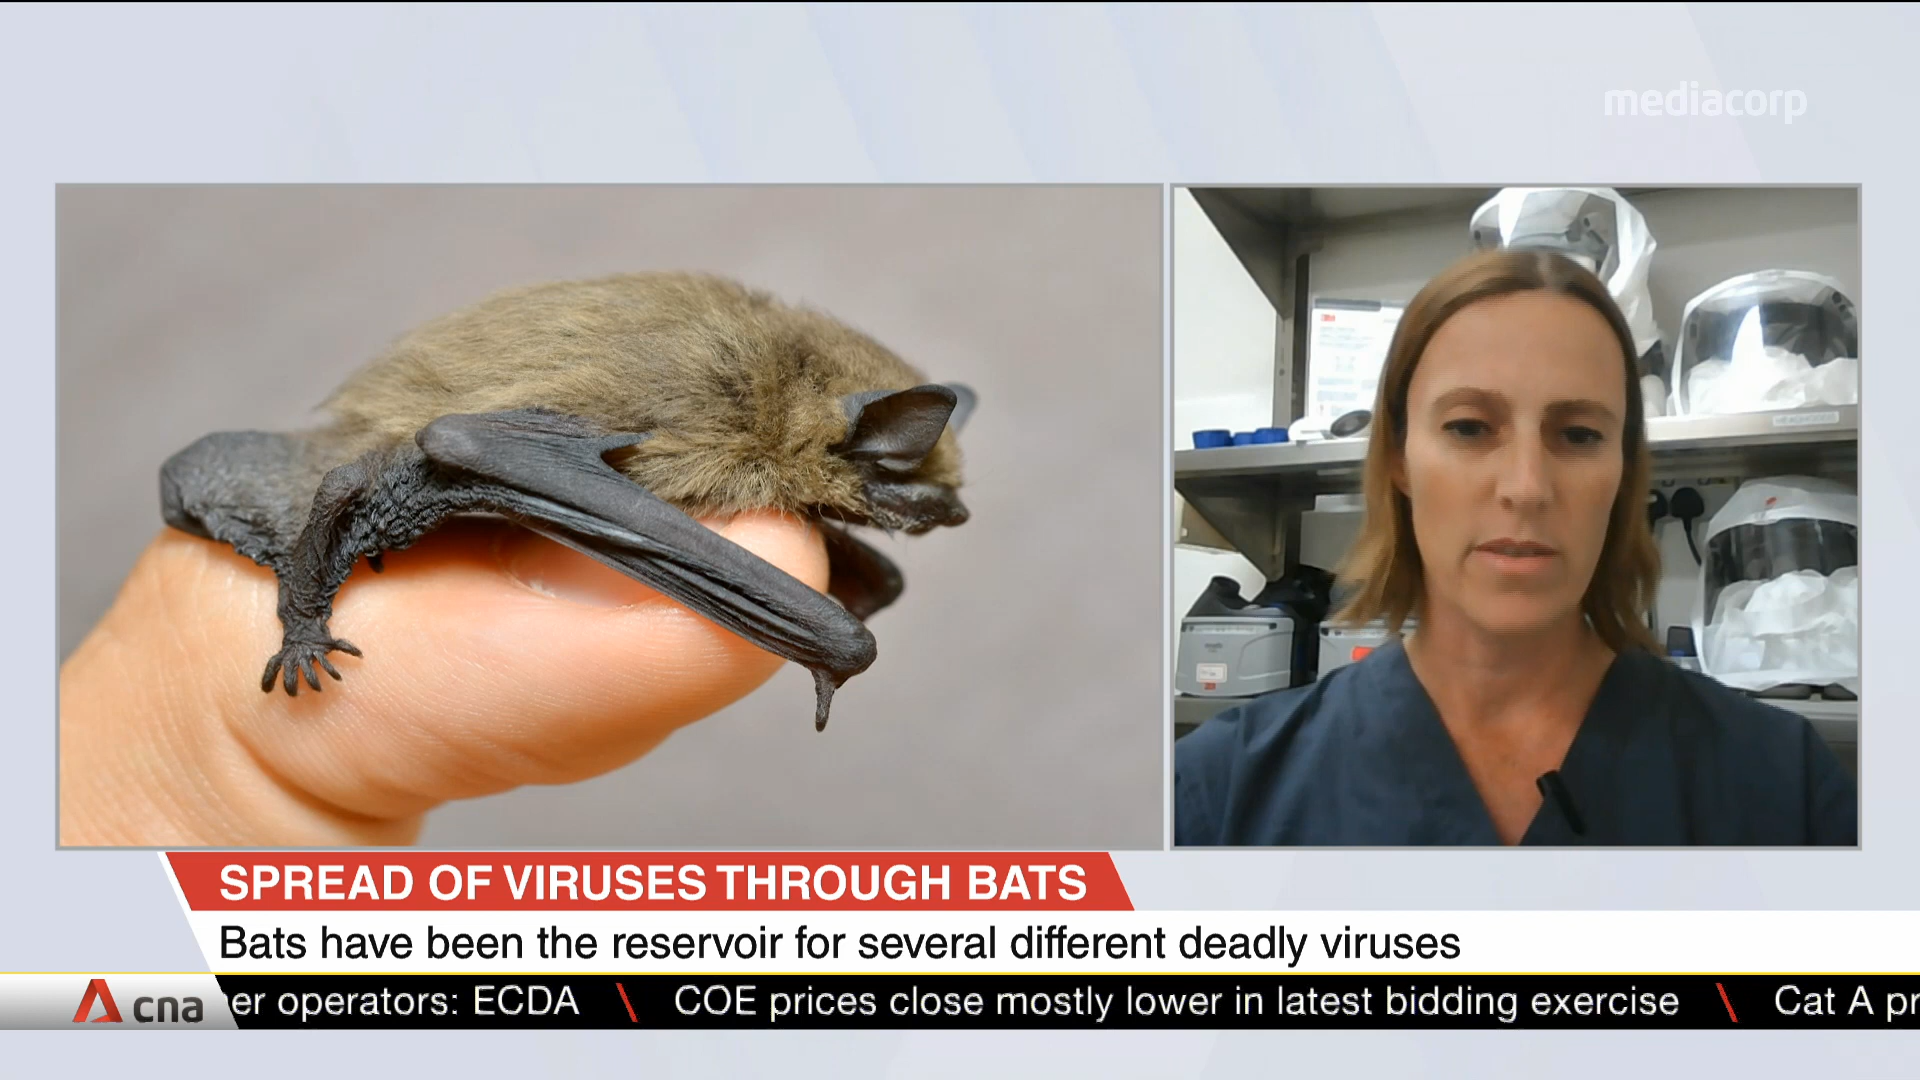 mediacorp
SPREAD OF VIRUSES THROUGH BATS
Bats have been the reservoir for several different deadly viruses
cna
er operators: ECDA \ COE prices close mostly lower in latest bidding exercise \ Cat A pr